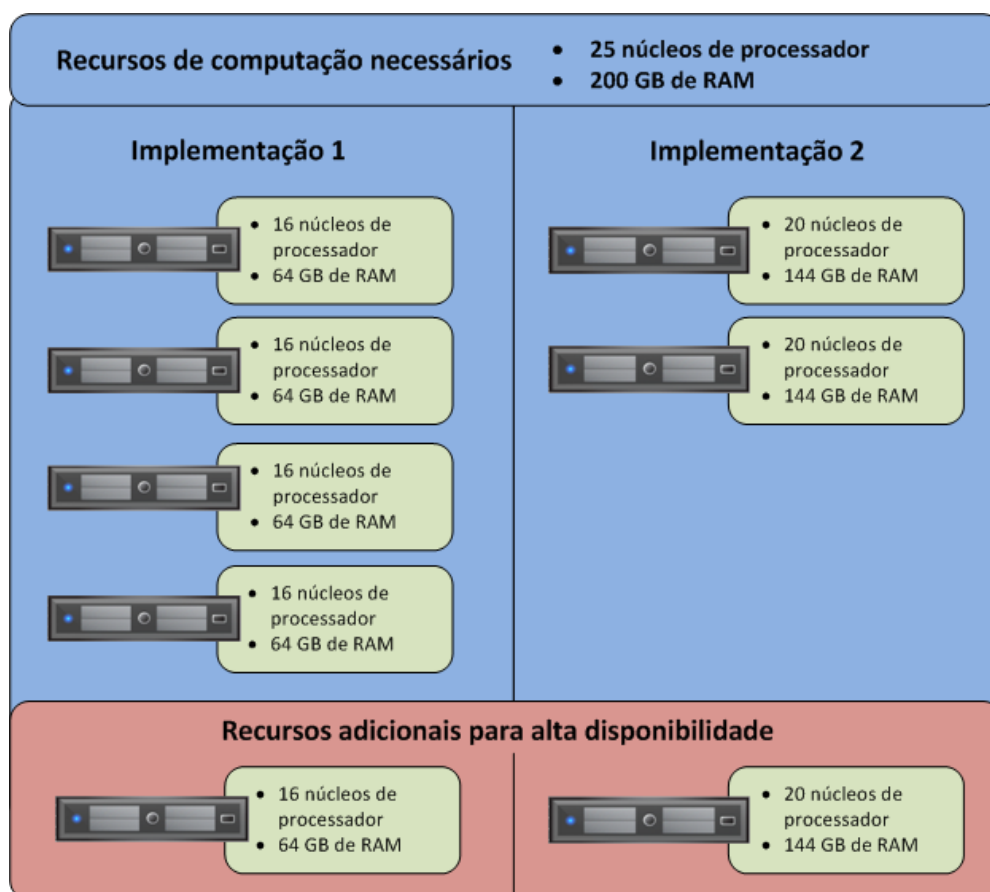 Recursos de computação necessários
• 25 núcleos de processador
• 200 GB de RAM
Implementação 1
• 16 núcleos de
processador
• 64 GB de RAM
• 16 núcleos de
processador
• 64 GB de RAM
• 16 núcleos de
processador
• 64 GB de RAM
• 16 núcleos de
processador
• 64 GB de RAM
Implementação 2
• 20 núcleos de
processador
• 144 GB de RAM
• 20 núcleos de
processador
• 144 GB de RAM
Recursos adicionais para alta disponibilidade
• 16 núcleos de
processador
• 64 GB de RAM
• 20 núcleos de
processador
• 144 GB de RAM